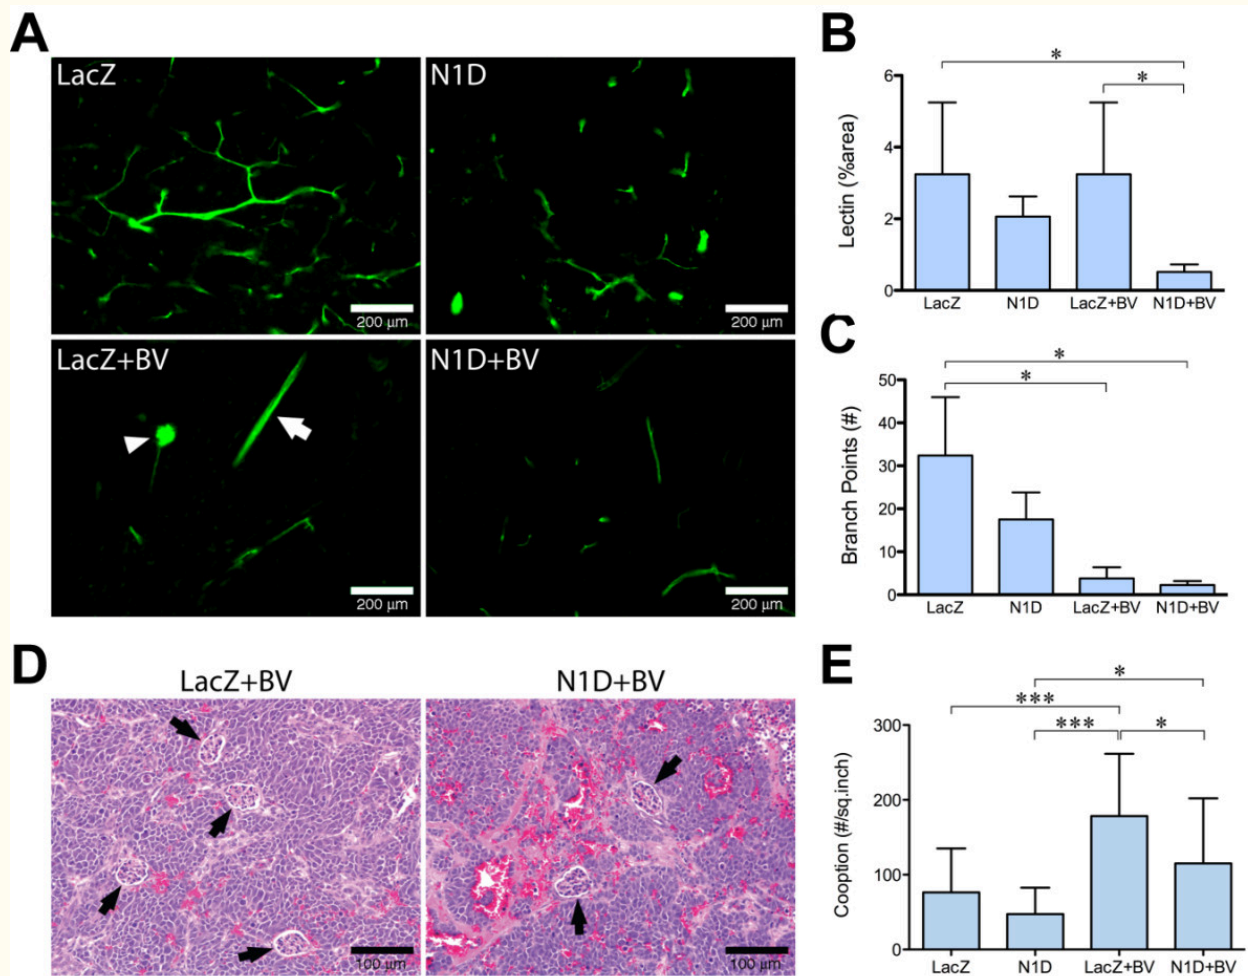 A
LacZ
N1D
200 µm
200 µm
LacZ+BV
N1D+BV
200 µm
200 µm
B
*
*
6
4
2
0
Lectin (%area)
LacZ
N1D
LacZ+BV
N1D+BV
C
*
*
50
40
30
20
10
0
Branch Points (#)
LacZ
N1D
LacZ+BV
N1D+BV
D
LacZ+BV
N1D+BV
100 µm
100 µm
E
*
***
***
*
300
200
100
0
Cooption (#/sq.inch)
LacZ
N1D
LacZ+BV
N1D+BV